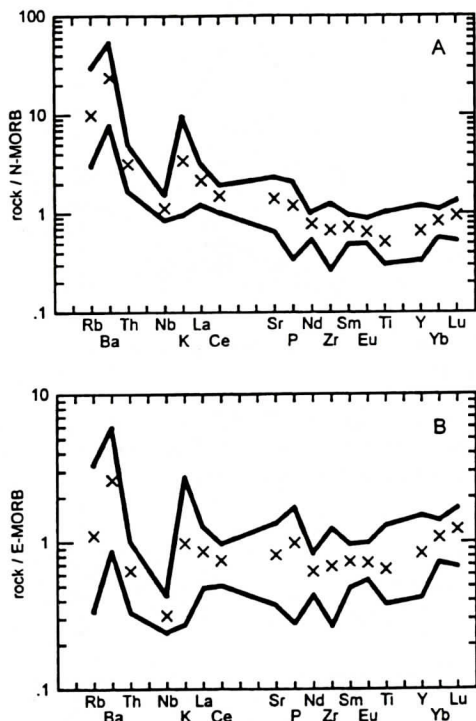 100
A
10
rock / N-MORB
1
.1
Rb Th Nb La Sr Nd Sm Ti Y Lu
Ba K Ce P Zr Eu Yb
10
B
rock / E-MORB
1
.1
Rb Th Nb La Sr Nd Sm Ti Y Lu
Ba K Ce P Zr Eu Yb